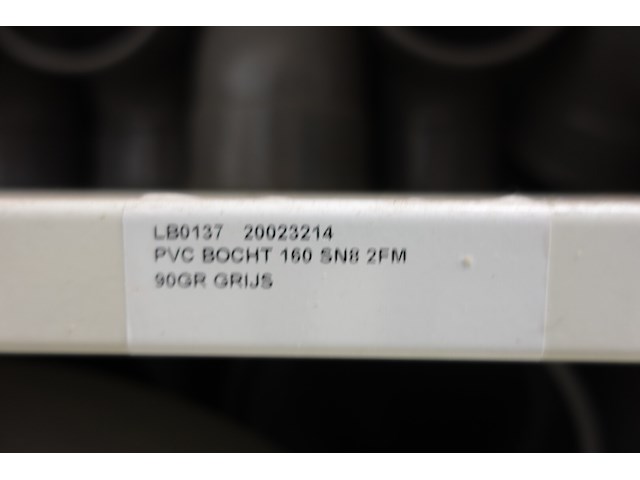 LB0137 20023214
PVC BOCHT 160 SN8 2FM
90GR GRIJS